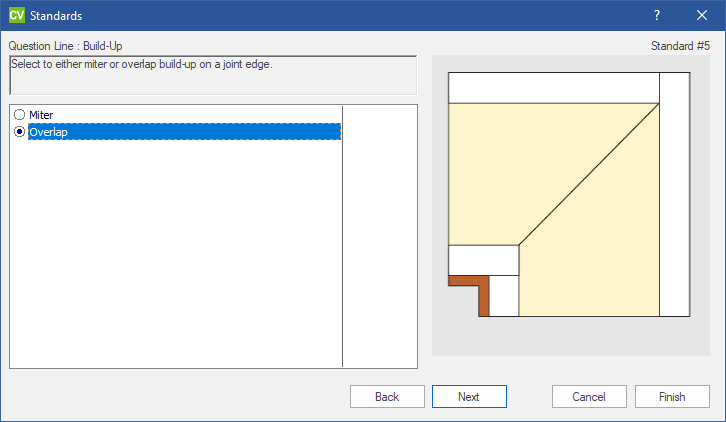 CV Standards ?
Question Line : Build-Up Standard #5
Select to either miter or overlap build-up on a joint edge.
Miter
Overlap
Back Next Cancel Finish